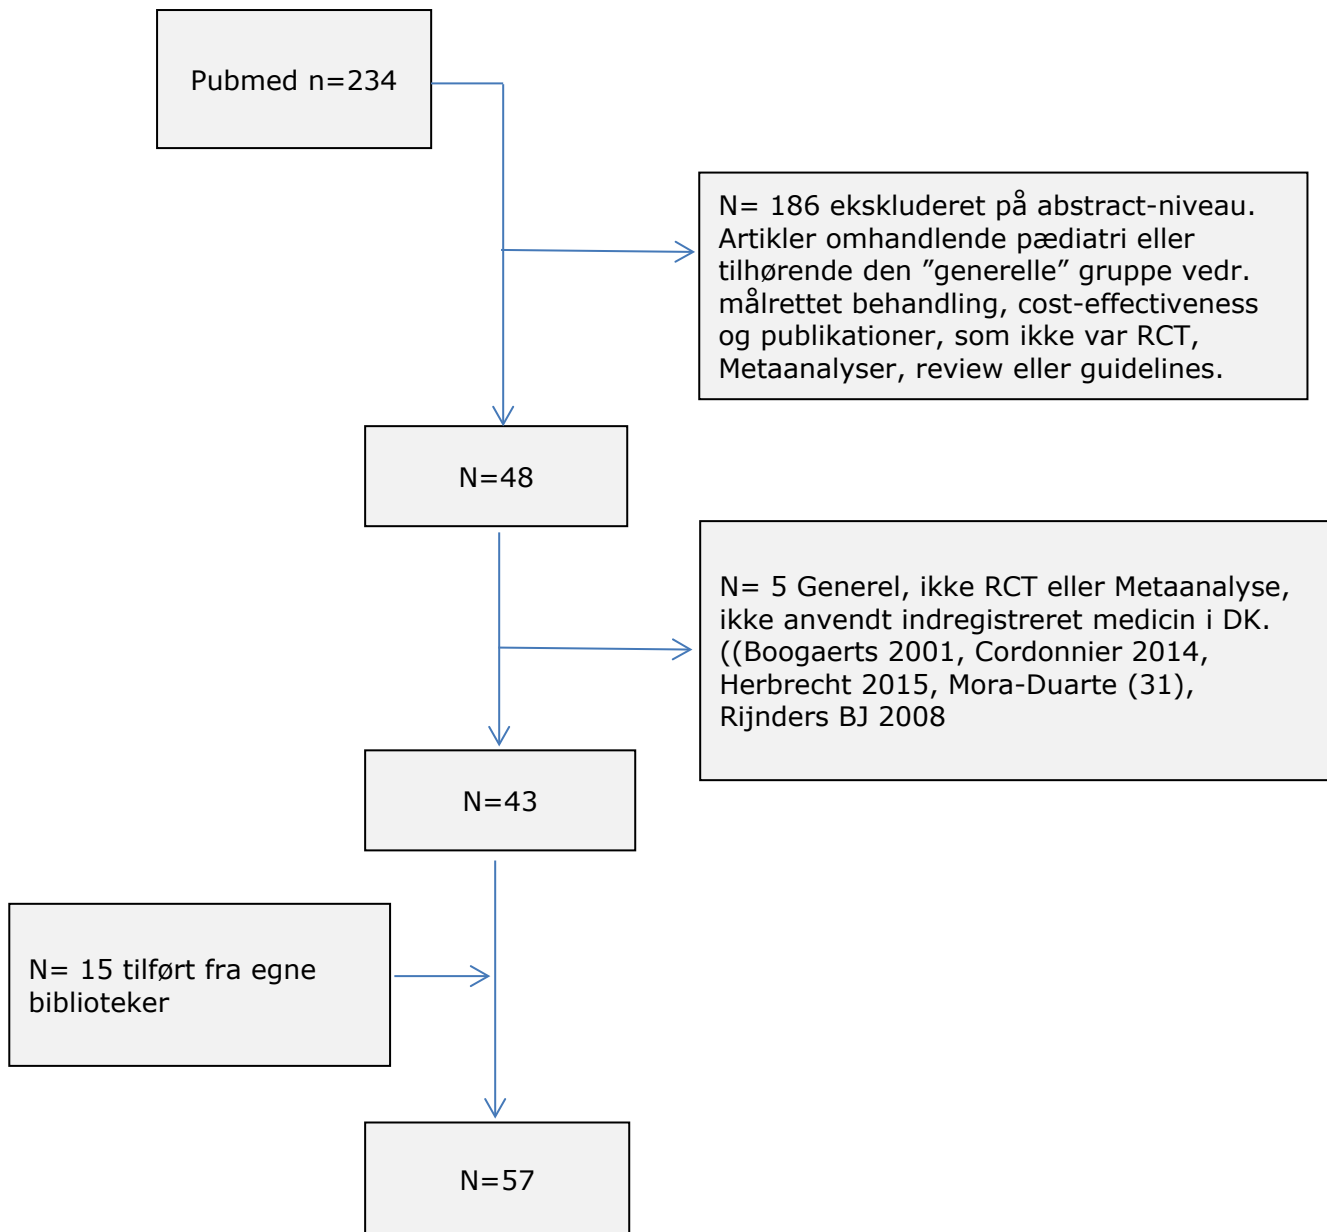 Pubmed n=234
N= 186 ekskluderet på abstract-niveau.
Artikler omhandlende pædiatri eller
tilhørende den ”generelle” gruppe vedr.
målrettet behandling, cost-effectiveness
og publikationer, som ikke var RCT,
Metaanalyser, review eller guidelines.
N=48
N= 5 Generel, ikke RCT eller Metaanalyse,
ikke anvendt indregistreret medicin i DK.
((Boogaerts 2001, Cordonnier 2014,
Herbrecht 2015, Mora-Duarte (31),
Rijnders BJ 2008
N=43
N= 15 tilført fra egne
biblioteker
N=57